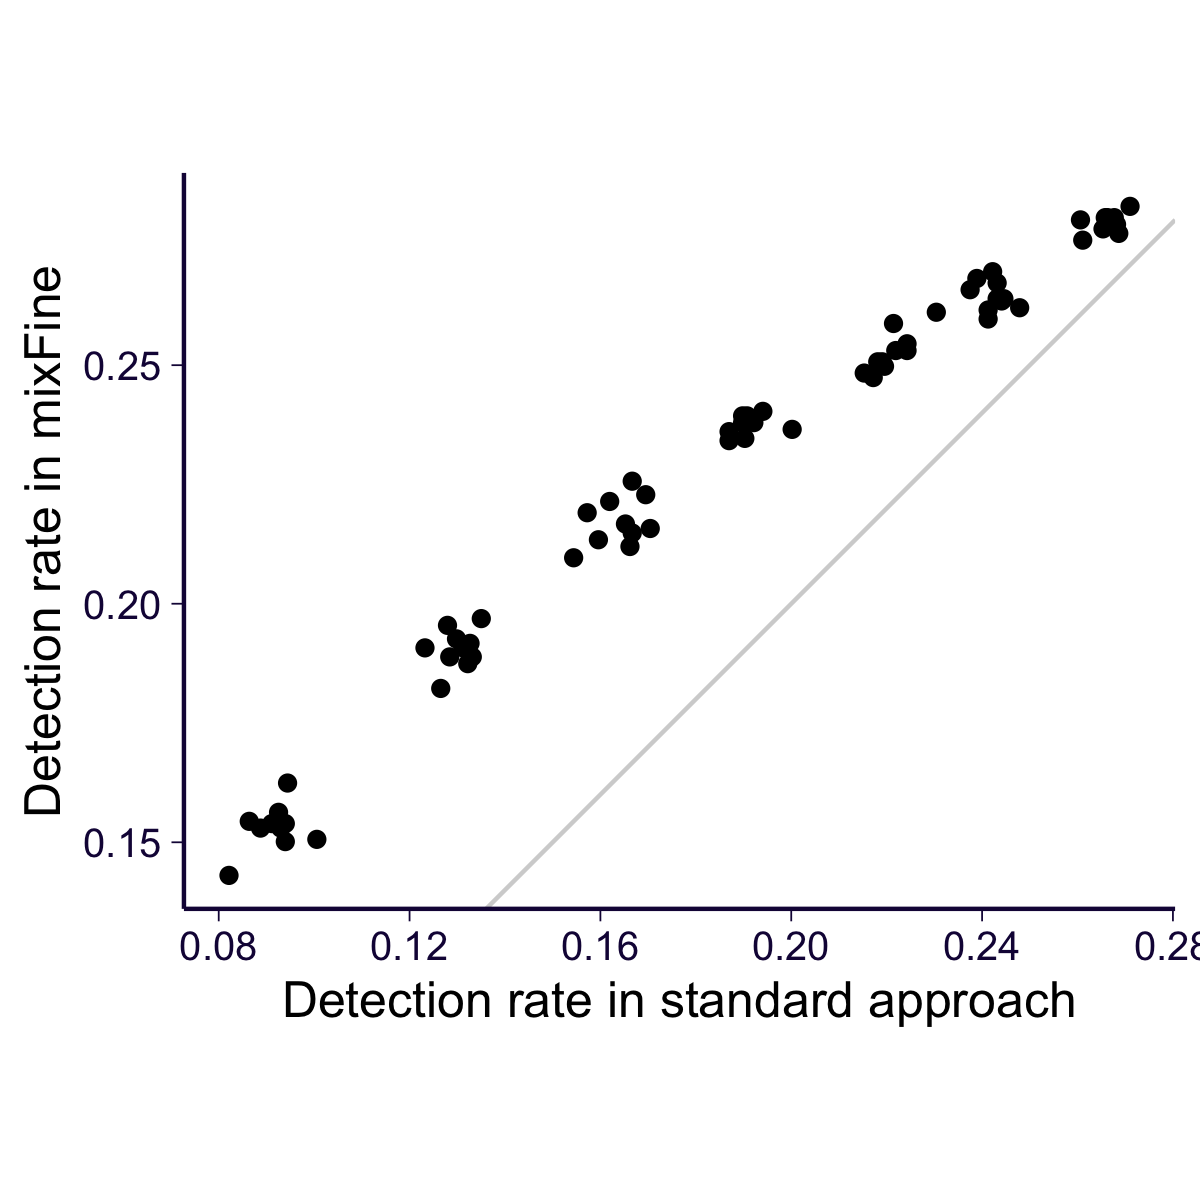 Detection rate in mixFine
0.25
0.20
0.15
0.08 0.12 0.16 0.20 0.24 0.28
Detection rate in standard approach